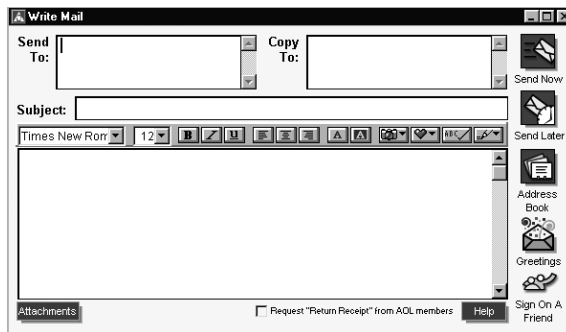 Write Mail
Send To:
Copy To:
Send Now
Subject:
Send Later
Times New Rom 12 B I U A A ABC
Address Book
Greetings
Sign On A Friend
Attachments
Request "Return Receipt" from AOL members
Help